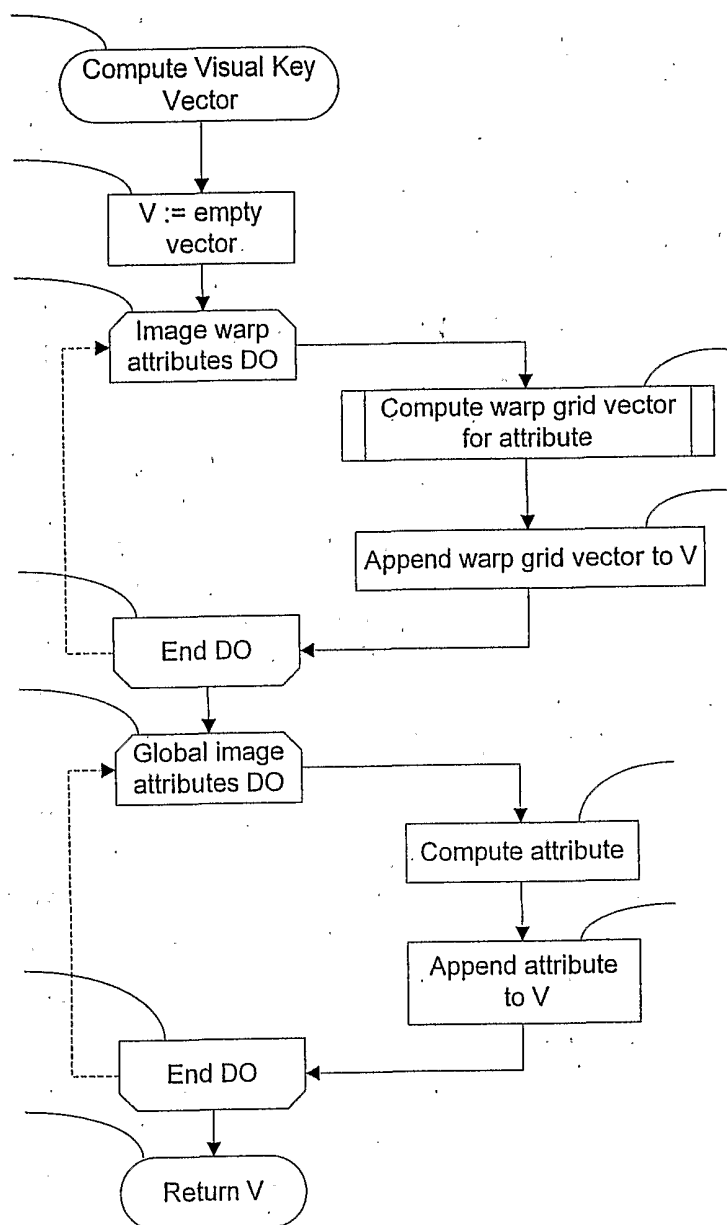 Compute Visual Key
Vector
V := empty
vector
Image warp
attributes DO
Compute warp grid vector
for attribute
Append warp grid vector to V
End DO
Global image
attributes DO
Compute attribute
Append attribute
to V
End DO
Return V